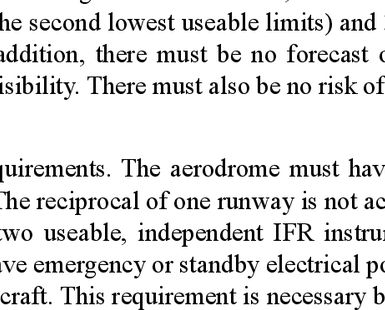 he second lowest useable limits) and
addition, there must be no forecast
isibility. There must also be no risk of
quirements. The aerodrome must hav
The reciprocal of one runway is not ac
two useable, independent IFR instru
ave emergency or standby electrical po
craft. This requirement is necessary b